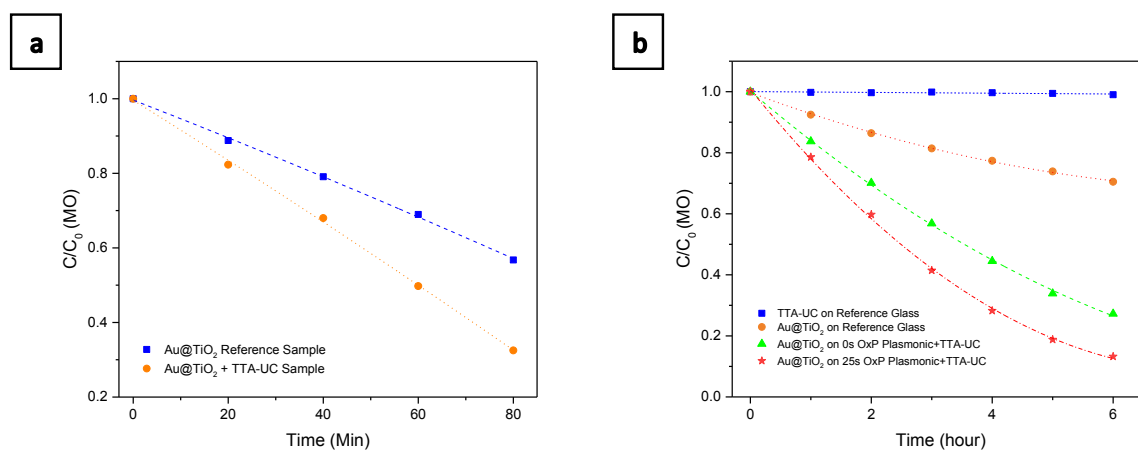 a
1.0
0.8
0.6
0.4
0.2
0
20
40
60
80
C/C₀ (MO)
Time (Min)
Au@TiO₂ Reference Sample
Au@TiO₂ + TTA-UC Sample
b
1.0
0.8
0.6
0.4
0.2
0.0
0
2
4
6
C/C₀ (MO)
Time (hour)
TTA-UC on Reference Glass
Au@TiO₂ on Reference Glass
Au@TiO₂ on 0s OxP Plasmonic+TTA-UC
Au@TiO₂ on 25s OxP Plasmonic+TTA-UC